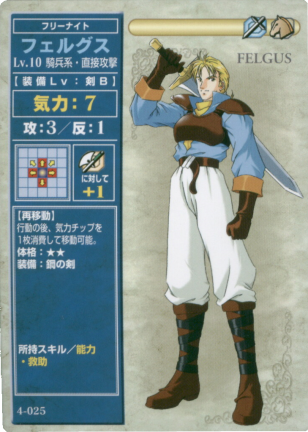 フリーナイト
フェルグス
Lv.10 騎兵系・直接攻撃
【装備Lv：剣B】
気力：7
攻：3／反：1
に対して
+1
【再移動】
行動の後、気力チップを
1枚消費して移動可能。
体格：★★
装備：鋼の剣
所持スキル／能力
・救助
4-025
FELGUS